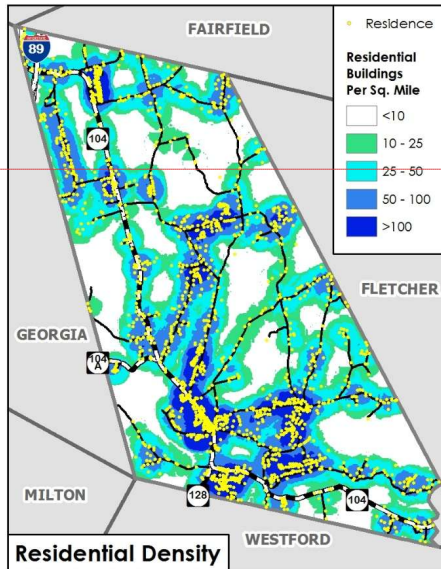 FAIRFIELD
Residence
89
Residential
Buildings
Per Sq. Mile
<10
10 - 25
25 - 50
50 - 100
>100
104
FLETCHER
GEORGIA
104
A
MILTON
128
104
WESTFORD
Residential Density